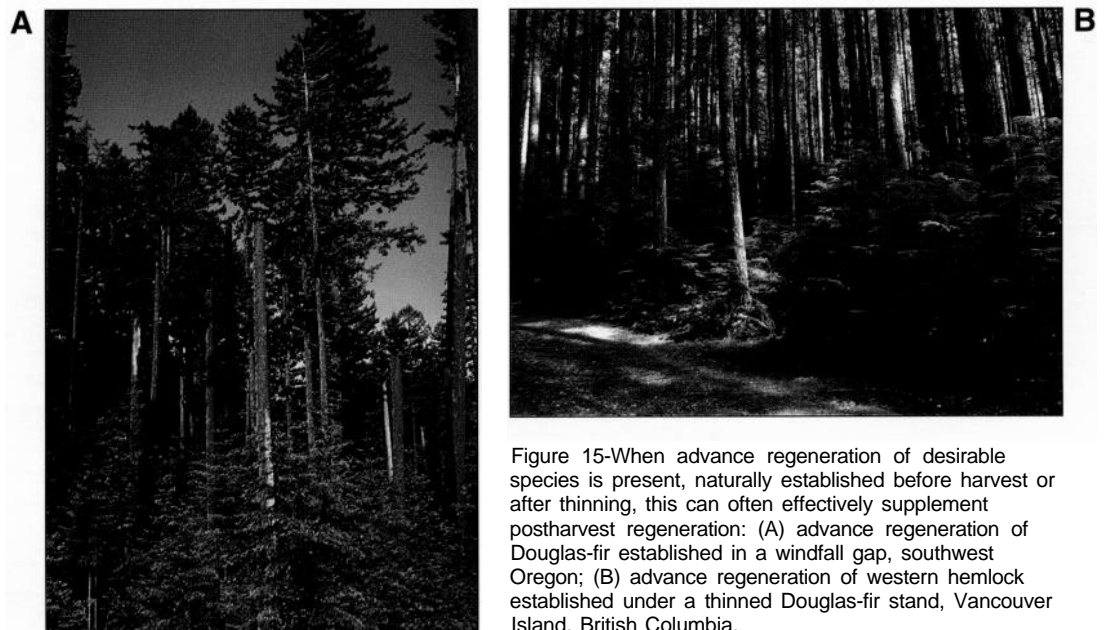 A
B
Figure 15-When advance regeneration of desirable
species is present, naturally established before harvest or
after thinning, this can often effectively supplement
postharvest regeneration: (A) advance regeneration of
Douglas-fir established in a windfall gap, southwest
Oregon; (B) advance regeneration of western hemlock
established under a thinned Douglas-fir stand, Vancouver
Island, British Columbia.